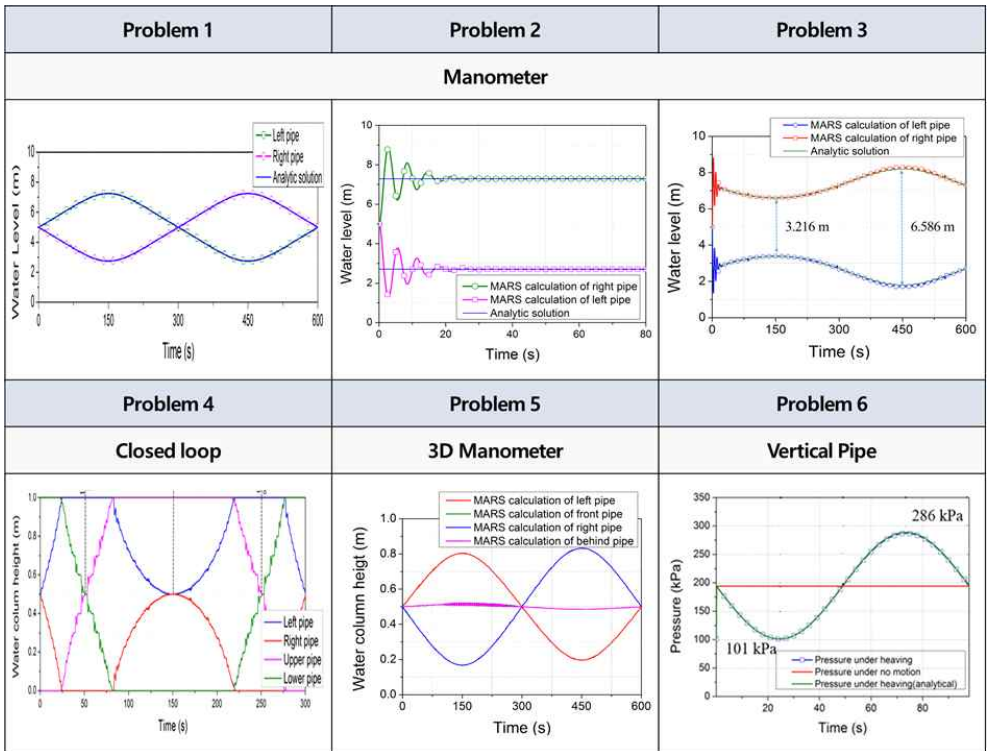 Problem 1
Problem 2
Problem 3
Manometer
Left pipe
Right pipe
Analytic solution
Water Level (m)
10
8
6
4
2
0
0 150 300 450 600
Time (s)
Water level (m)
10
8
6
4
2
0
MARS calculation of right pipe
MARS calculation of left pipe
Analytic solution
0 20 40 60 80
Time (s)
MARS calculation of left pipe
MARS calculation of right pipe
Analytic solution
Water level (m)
10
8
6
4
2
0
3.216 m
6.586 m
0 150 300 450 600
Time (s)
Problem 4
Problem 5
Problem 6
Closed loop
3D Manometer
Vertical Pipe
Water colum height (m)
1.0
0.8
0.6
0.4
0.2
0.0
Left pipe
Right pipe
Upper pipe
Lower pipe
0 50 100 150 200 250 300
Time (s)
MARS calculation of left pipe
MARS calculation of front pipe
MARS calculation of right pipe
MARS calculation of behind pipe
Water column heigt (m)
1.0
0.8
0.6
0.4
0.2
0.0
0 150 300 450 600
Time (s)
Pressure (kPa)
350
300
250
200
150
100
50
0
286 kPa
101 kPa
Pressure under heaving
Pressure under no motion
Pressure under heaving(analytical)
20 40 60 80
Time (s)